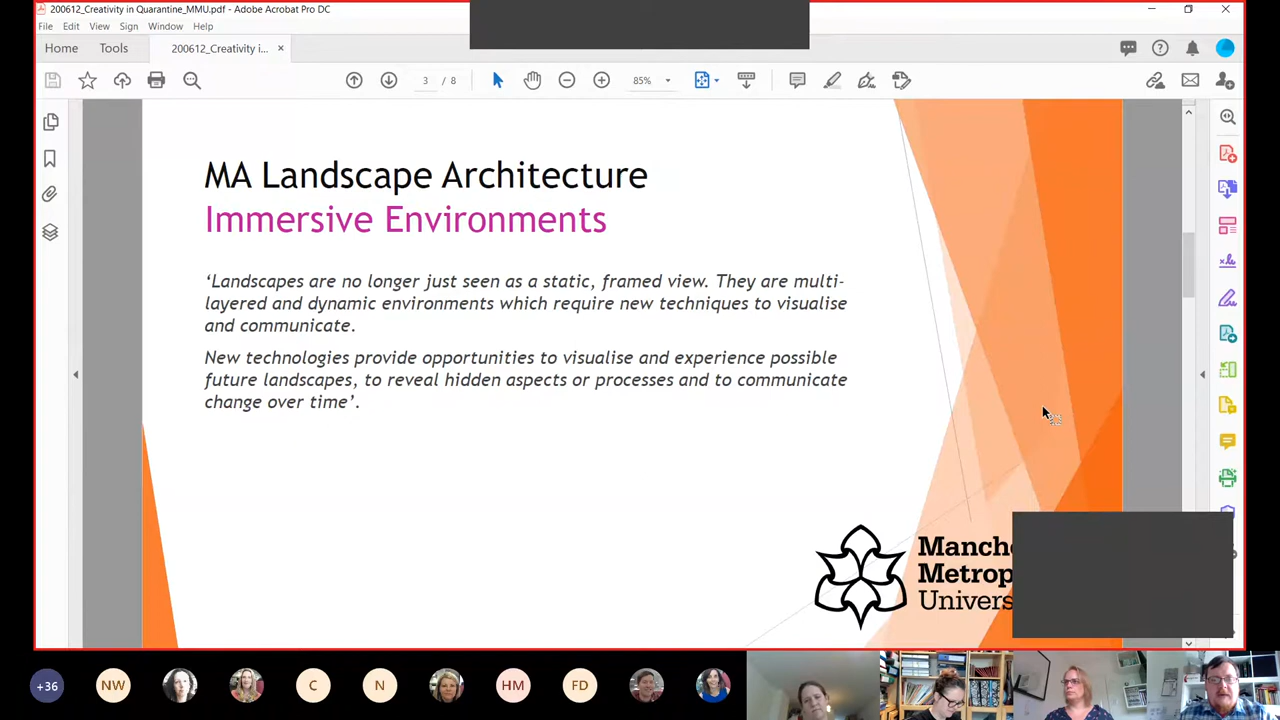 200612_Creativity in Quarantine_MMU.pdf - Adobe Acrobat Pro DC
File Edit View Sign Window Help
Home Tools 200612_Creativity i... ×
3 / 8 85%
MA Landscape Architecture
Immersive Environments
‘Landscapes are no longer just seen as a static, framed view. They are multi-
layered and dynamic environments which require new techniques to visualise
and communicate.
New technologies provide opportunities to visualise and experience possible
future landscapes, to reveal hidden aspects or processes and to communicate
change over time’.
Manche
Metrop
Univers
+36 NW C N HM FD